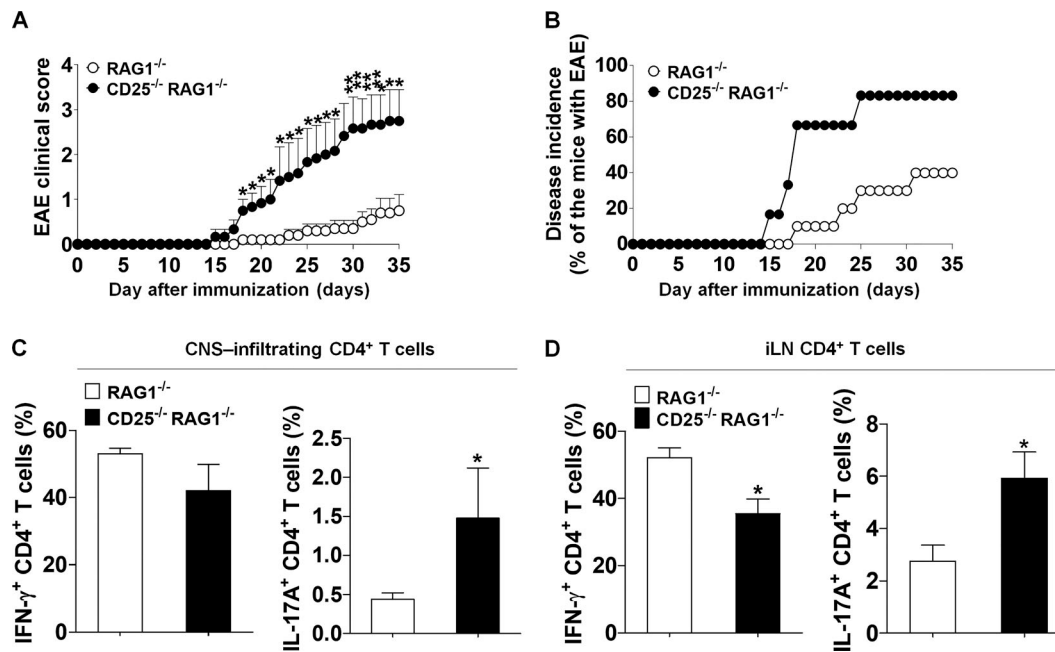 A
RAG1-/-
CD25-/- RAG1-/-
EAE clinical score
4
3
2
1
0
* * * * * * * * * * * * * * * * * *
0 5 10 15 20 25 30 35
Day after immunization (days)
B
RAG1-/-
CD25-/- RAG1-/-
Disease incidence
(% of the mice with EAE)
100
80
60
40
20
0
0 5 10 15 20 25 30 35
Day after immunization (days)
C
CNS–infiltrating CD4+ T cells
RAG1-/-
CD25-/- RAG1-/-
IFN-γ+ CD4+ T cells (%)
60
40
20
0
IL-17A+ CD4+ T cells (%)
2.5
2.0
1.5
1.0
0.5
0.0
*
D
iLN CD4+ T cells
RAG1-/-
CD25-/- RAG1-/-
IFN-γ+ CD4+ T cells (%)
60
40
20
0
*
IL-17A+ CD4+ T cells (%)
8
6
4
2
0
*